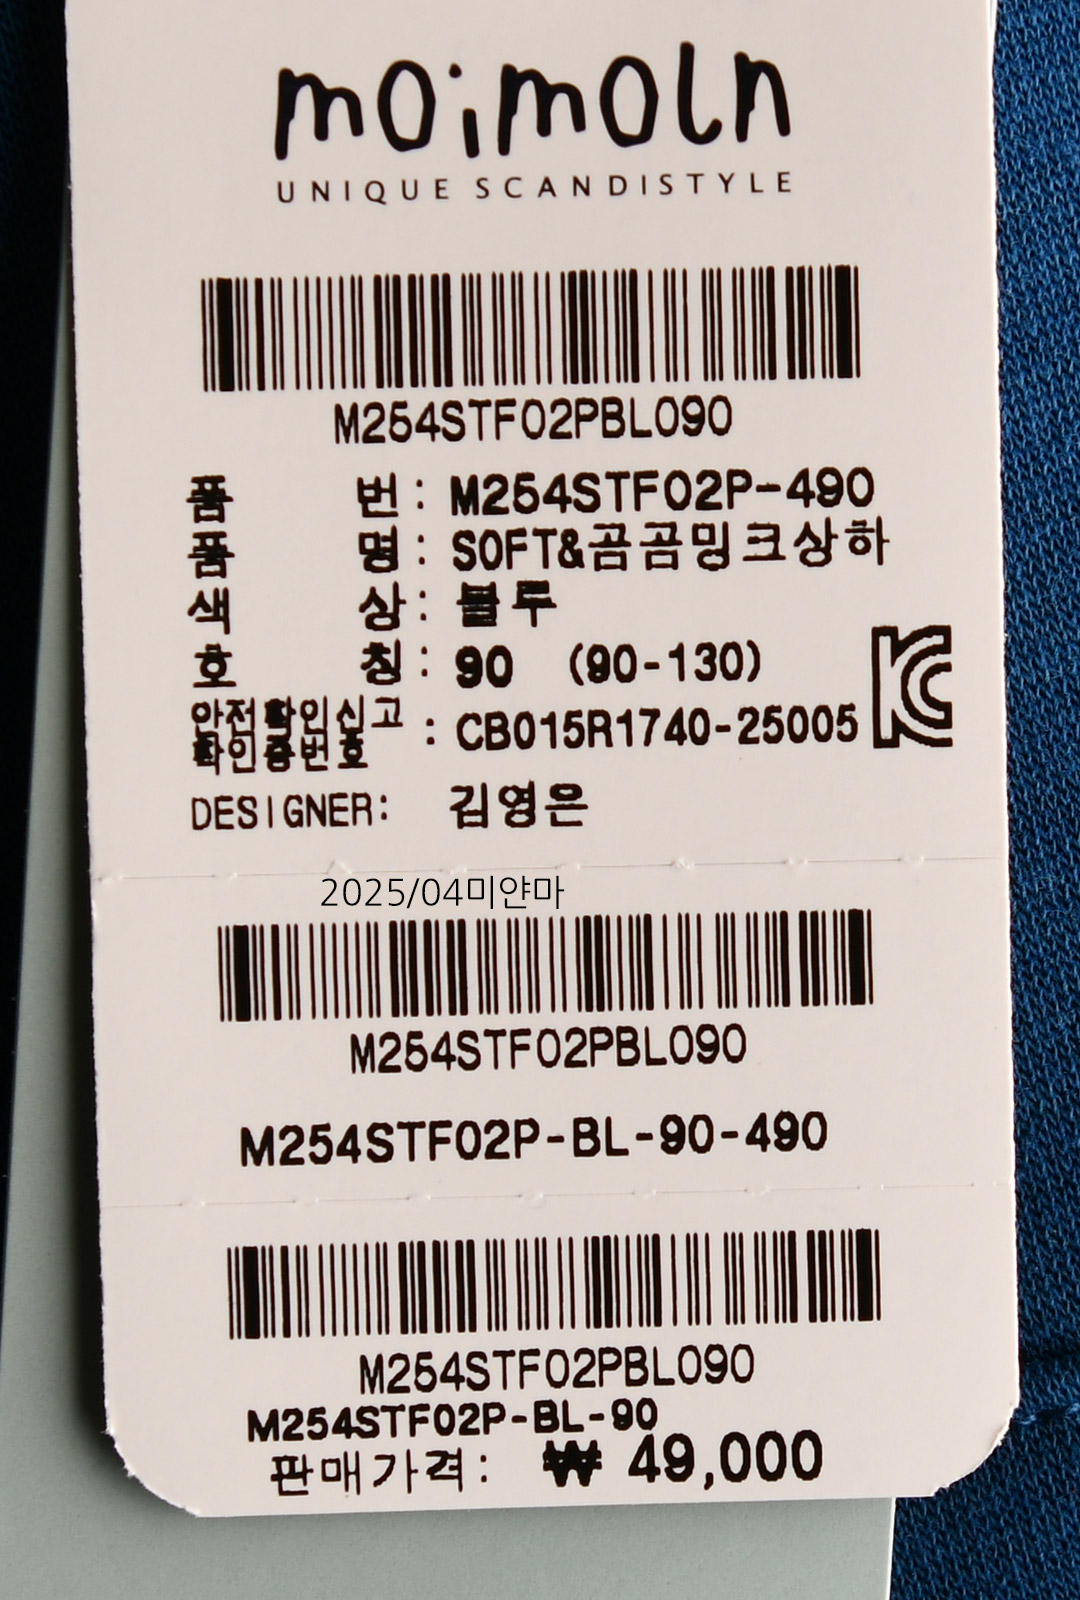 moimoln
UNIQUE SCANDISTYLE
M254STF02PBL090
품 번 : M254STF02P-490
품 명 : SOFT&곰곰밍크상하
색 상 : 블루
호 칭 : 90 (90-130)
안전확인신고
확인증번호 : CB015R1740-25005
DESIGNER: 김영은
2025/04미얀마
M254STF02PBL090
M254STF02P-BL-90-490
M254STF02PBL090
M254STF02P-BL-90
판매가격: ₩ 49,000